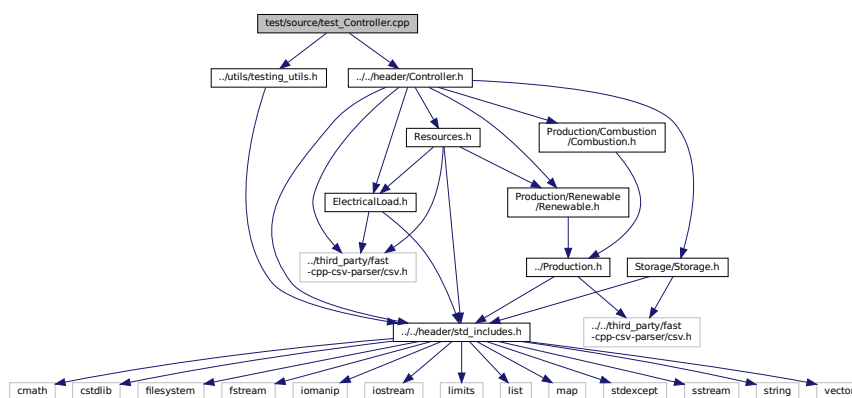 test/source/test_Controller.cpp
../utils/testing_utils.h
../../header/Controller.h
Resources.h
Production/Combustion
/Combustion.h
ElectricalLoad.h
Production/Renewable
/Renewable.h
../third_party/fast
-cpp-csv-parser/csv.h
../Production.h
Storage/Storage.h
../../header/std_includes.h
../../third_party/fast
-cpp-csv-parser/csv.h
cmath
cstdlib
filesystem
fstream
iomanip
iostream
limits
list
map
stdexcept
sstream
string
vector